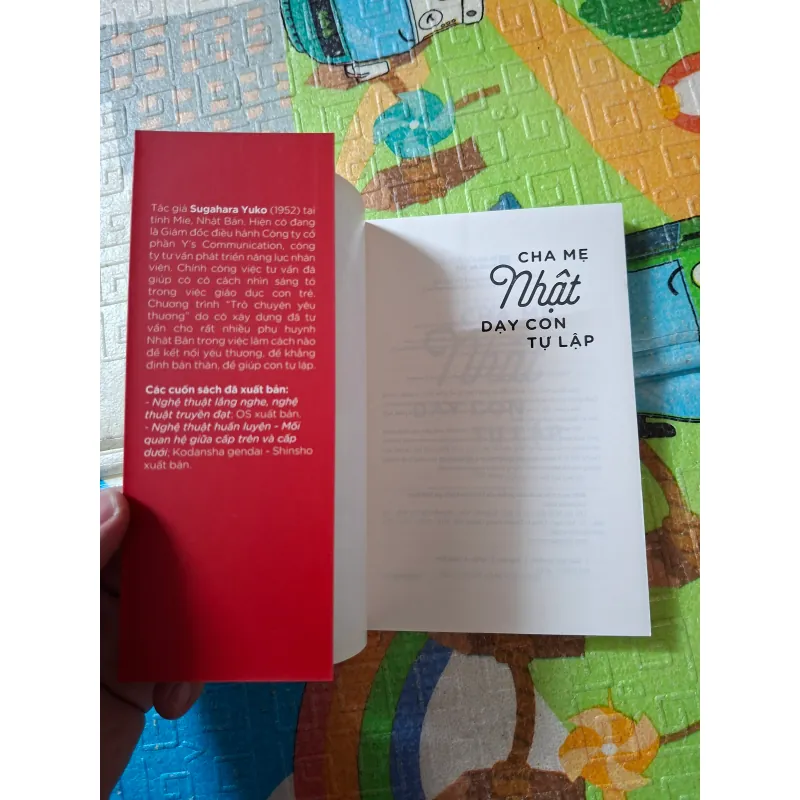 Tác giả Sugahara Yuko (1952) tại
tỉnh Mie, Nhật Bản. Hiện cô đang
là Giám đốc điều hành Công ty cổ
phần Y's Communication, công
ty tư vấn phát triển năng lực nhân
viên. Chính công việc tư vấn đã
giúp cô có cách nhìn sáng tỏ
trong việc giáo dục con trẻ.
Chương trình "Trò chuyện yêu
thương" do cô xây dựng đã tư
vấn cho rất nhiều phụ huynh
Nhật Bản trong việc làm cách nào
để kết nối yêu thương, để khẳng
định bản thân, để giúp con tự lập.
Các cuốn sách đã xuất bản:
- Nghệ thuật lắng nghe, nghệ
thuật truyền đạt; OS xuất bản.
- Nghệ thuật huấn luyện - Mối
quan hệ giữa cấp trên và cấp
dưới; Kodansha gendai - Shinsho
xuất bản.
CHA MẸ
Nhật
DẠY CON
TỰ LẬP